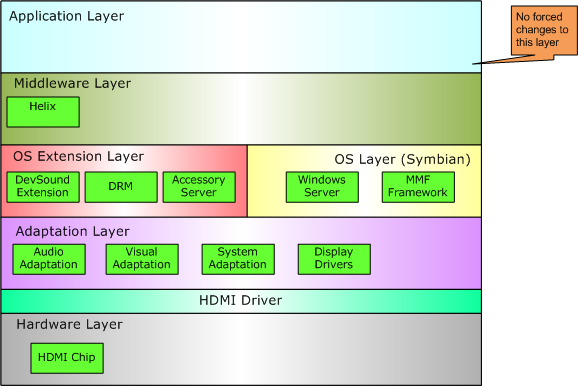 Application Layer
No forced
changes to
this layer
Middleware Layer
Helix
OS Extension Layer
DevSound
Extension
DRM
Accessory
Server
OS Layer (Symbian)
Windows
Server
MMF
Framework
Adaptation Layer
Audio
Adaptation
Visual
Adaptation
System
Adaptation
Display
Drivers
HDMI Driver
Hardware Layer
HDMI Chip